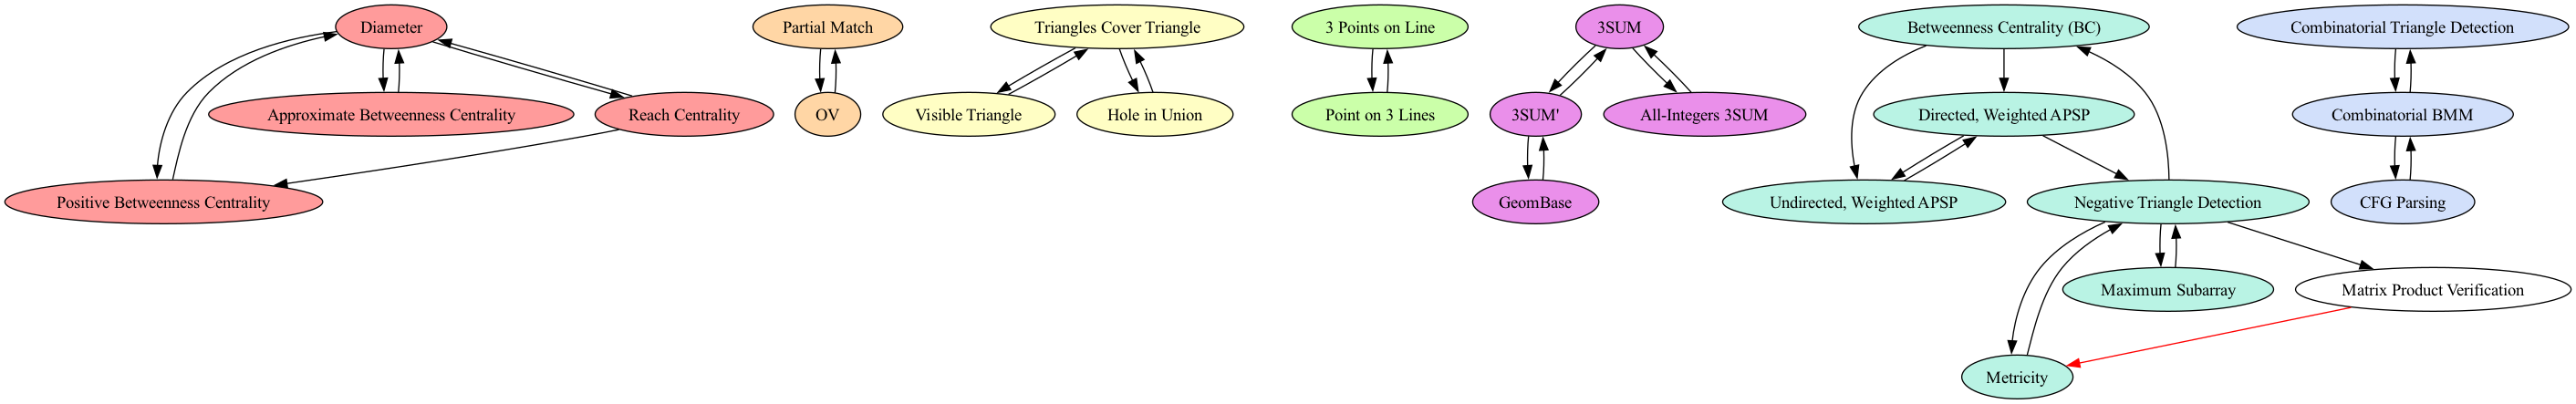 Diameter
Partial Match
Triangles Cover Triangle
3 Points on Line
3SUM
Betweenness Centrality (BC)
Combinatorial Triangle Detection
Approximate Betweenness Centrality
Reach Centrality
OV
Visible Triangle
Hole in Union
Point on 3 Lines
3SUM'
All-Integers 3SUM
Directed, Weighted APSP
Combinatorial BMM
Positive Betweenness Centrality
GeomBase
Undirected, Weighted APSP
Negative Triangle Detection
CFG Parsing
Maximum Subarray
Matrix Product Verification
Metricity